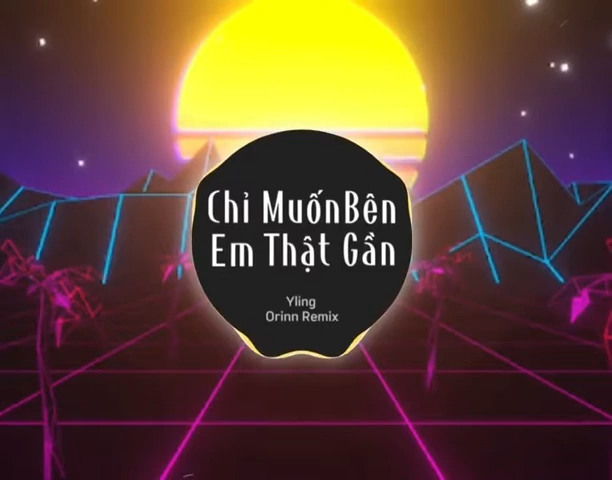 Chỉ MuốnBên
Em Thật Gần
Yling
Orinn Remix